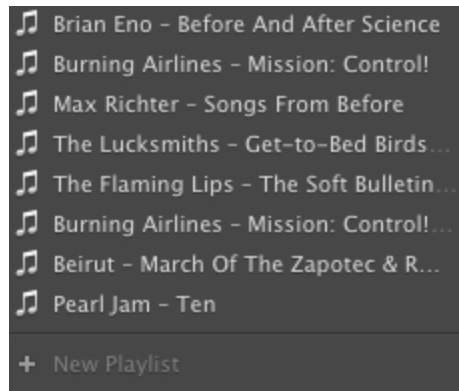 Brian Eno – Before And After Science
Burning Airlines – Mission: Control!
Max Richter – Songs From Before
The Lucksmiths – Get-to-Bed Birds...
The Flaming Lips – The Soft Bulletin...
Burning Airlines – Mission: Control!...
Beirut – March Of The Zapotec & R...
Pearl Jam – Ten
+ New Playlist